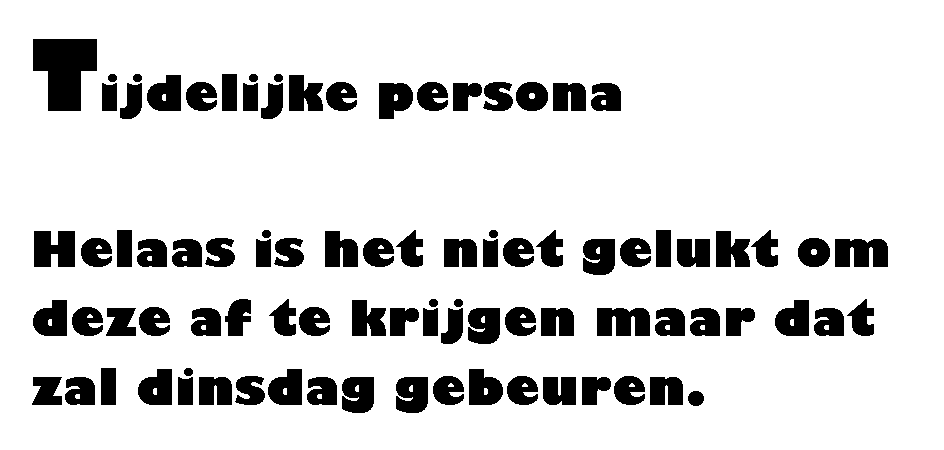 Tijdelijke persona
Helaas is het niet gelukt om
deze af te krijgen maar dat
zal dinsdag gebeuren.